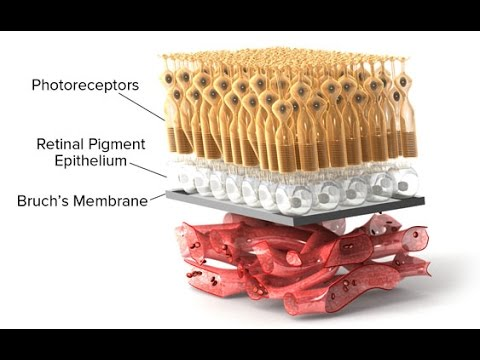 Photoreceptors
Retinal Pigment
Epithelium
Bruch's Membrane